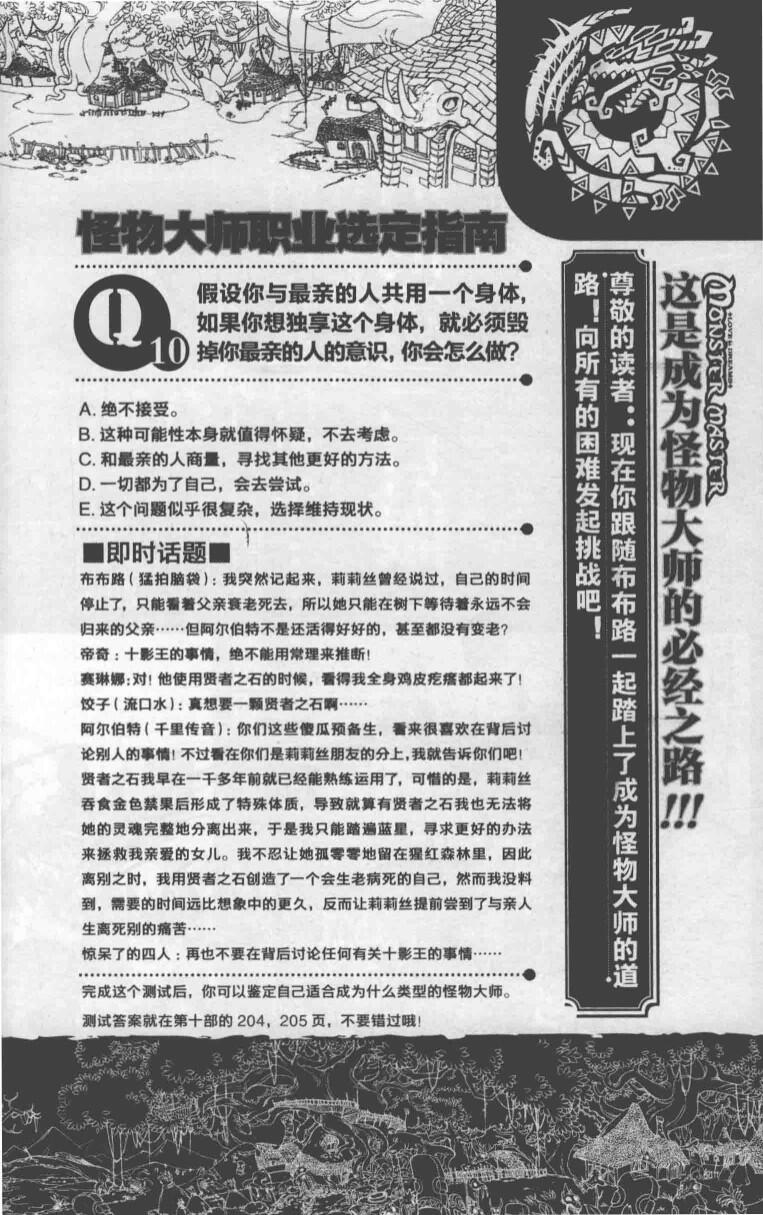 怪物大师职业选定指南
Q10
假设你与最亲的人共用一个身体，
如果你想独享这个身体，就必须毁
掉你最亲的人的意识，你会怎么做？
A. 绝不接受。
B. 这种可能性本身就值得怀疑，不去考虑。
C. 和最亲的人商量，寻找其他更好的方法。
D. 一切都为了自己，会去尝试。
E. 这个问题似乎很复杂，选择维持现状。
■即时话题■
布布路（猛拍脑袋）：我突然记起来，莉莉丝曾经说过，自己的时间
停止了，只能看着父亲衰老死去，所以她只能在树下等待着永远不会
归来的父亲……但阿尔伯特不是还活得好好的，甚至都没有变老？
帝奇：十影王的事情，绝不能用常理来推断！
赛琳娜：对！他使用贤者之石的时候，看得我全身鸡皮疙瘩都起来了！
饺子（流口水）：真想要一颗贤者之石啊……
阿尔伯特（千里传音）：你们这些傻瓜预备生，看来很喜欢在背后讨
论别人的事情！不过看在你们是莉莉丝朋友的分上，我就告诉你们吧！
贤者之石我早在一千多年前就已经能熟练运用了，可惜的是，莉莉丝
吞食金色禁果后形成了特殊体质，导致就算有贤者之石我也无法将
她的灵魂完整地分离出来，于是我只能踏遍蓝星，寻求更好的办法
来拯救我亲爱的女儿。我不忍让她孤零零地留在猩红森林里，因此
离别之时，我用贤者之石创造了一个会生老病死的自己，然而我没料
到，需要的时间远比想象中的更久，反而让莉莉丝提前尝到了与亲人
生离死别的痛苦……
惊呆了的四人：再也不要在背后讨论任何有关十影王的事情……
完成这个测试后，你可以鉴定自己适合成为什么类型的怪物大师。
测试答案就在第十部的 204，205 页，不要错过哦！
MONSTER MASTER
LOVE & DREAMS
这是成为怪物大师的必经之路!!!
尊敬的读者：现在你跟随布布路一起踏上了成为怪物大师的道
路！向所有的困难发起挑战吧！